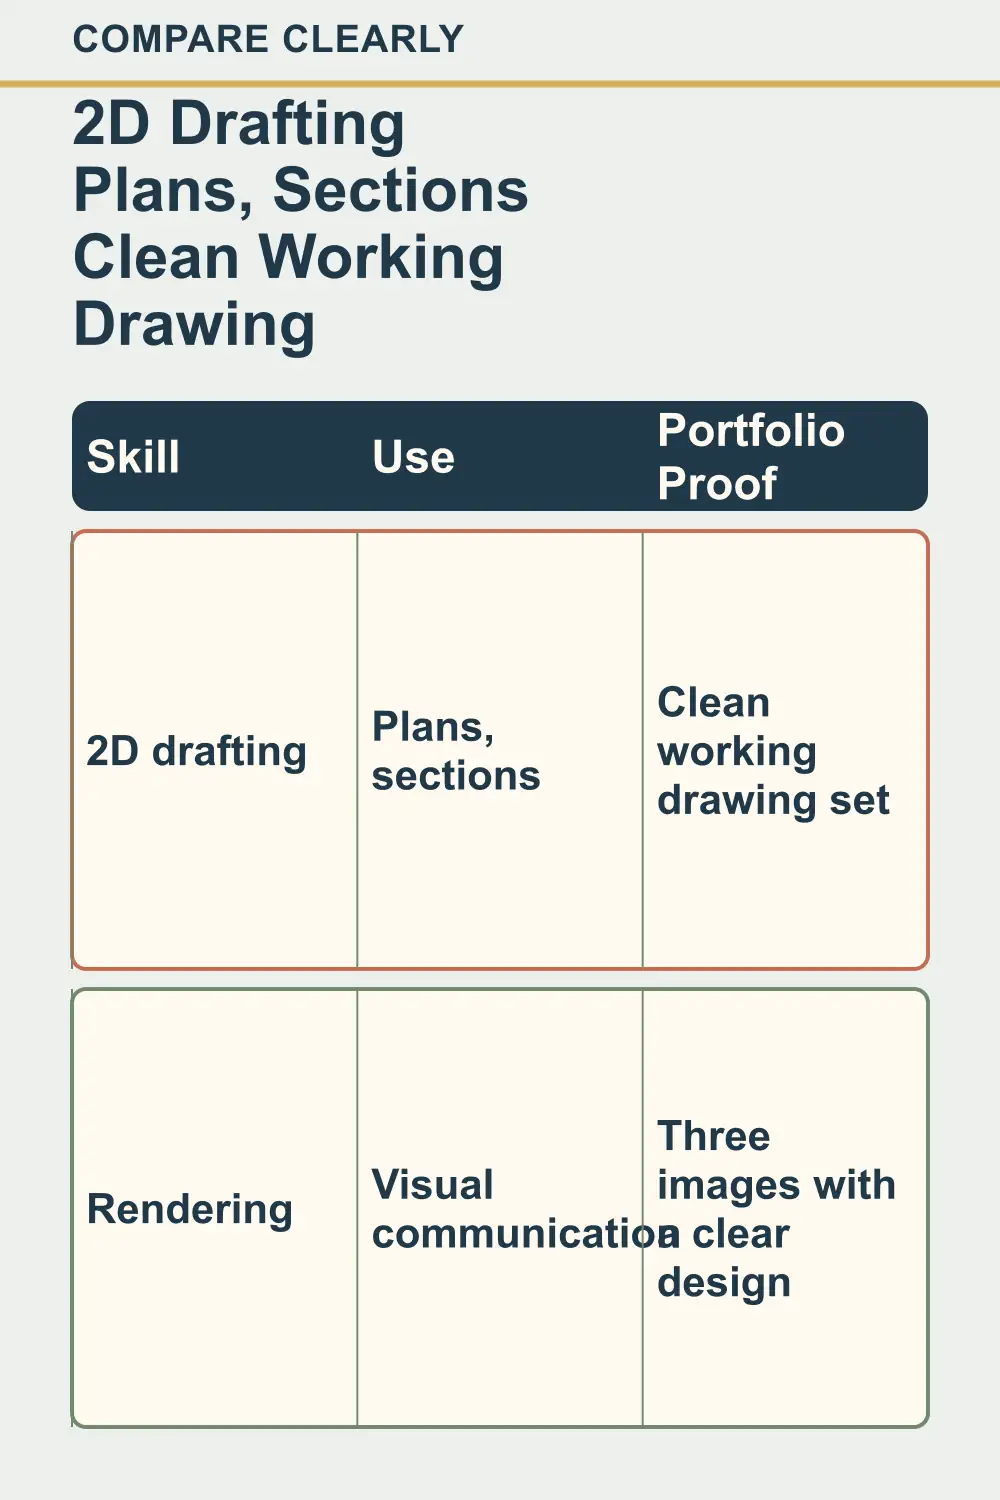 COMPARE CLEARLY
2D Drafting
Plans, Sections
Clean Working
Drawing
Skill
Use
Portfolio
Proof
2D drafting
Plans,
sections
Clean
working
drawing set
Rendering
Visual
communication
Three
images with
a clear
design